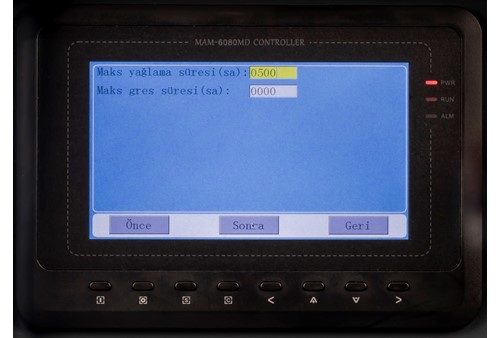 MAM-6080MD CONTROLLER
Maks yağlama süresi(sa): 0500
Maks gres süresi(sa): 0000
PWR
RUN
ALM
Önce Sonra Geri